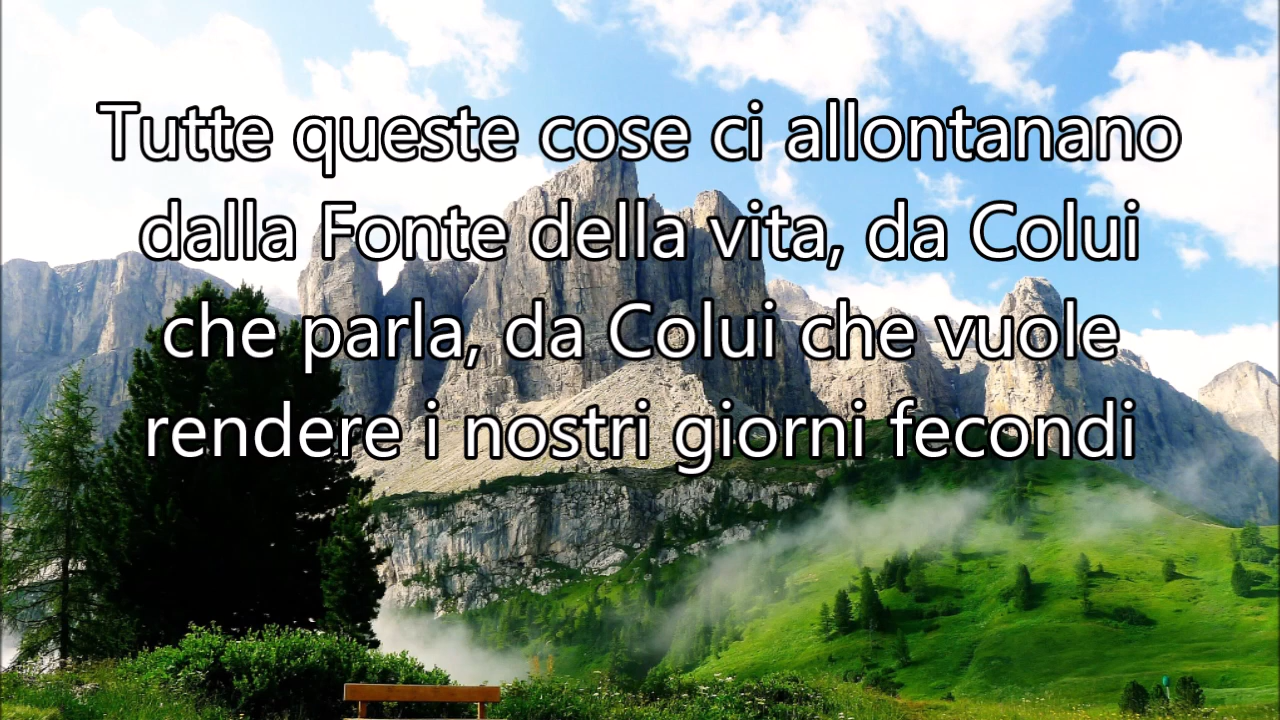 Tutte queste cose ci allontanano
dalla Fonte della vita, da Colui
che parla, da Colui che vuole
rendere i nostri giorni fecondi